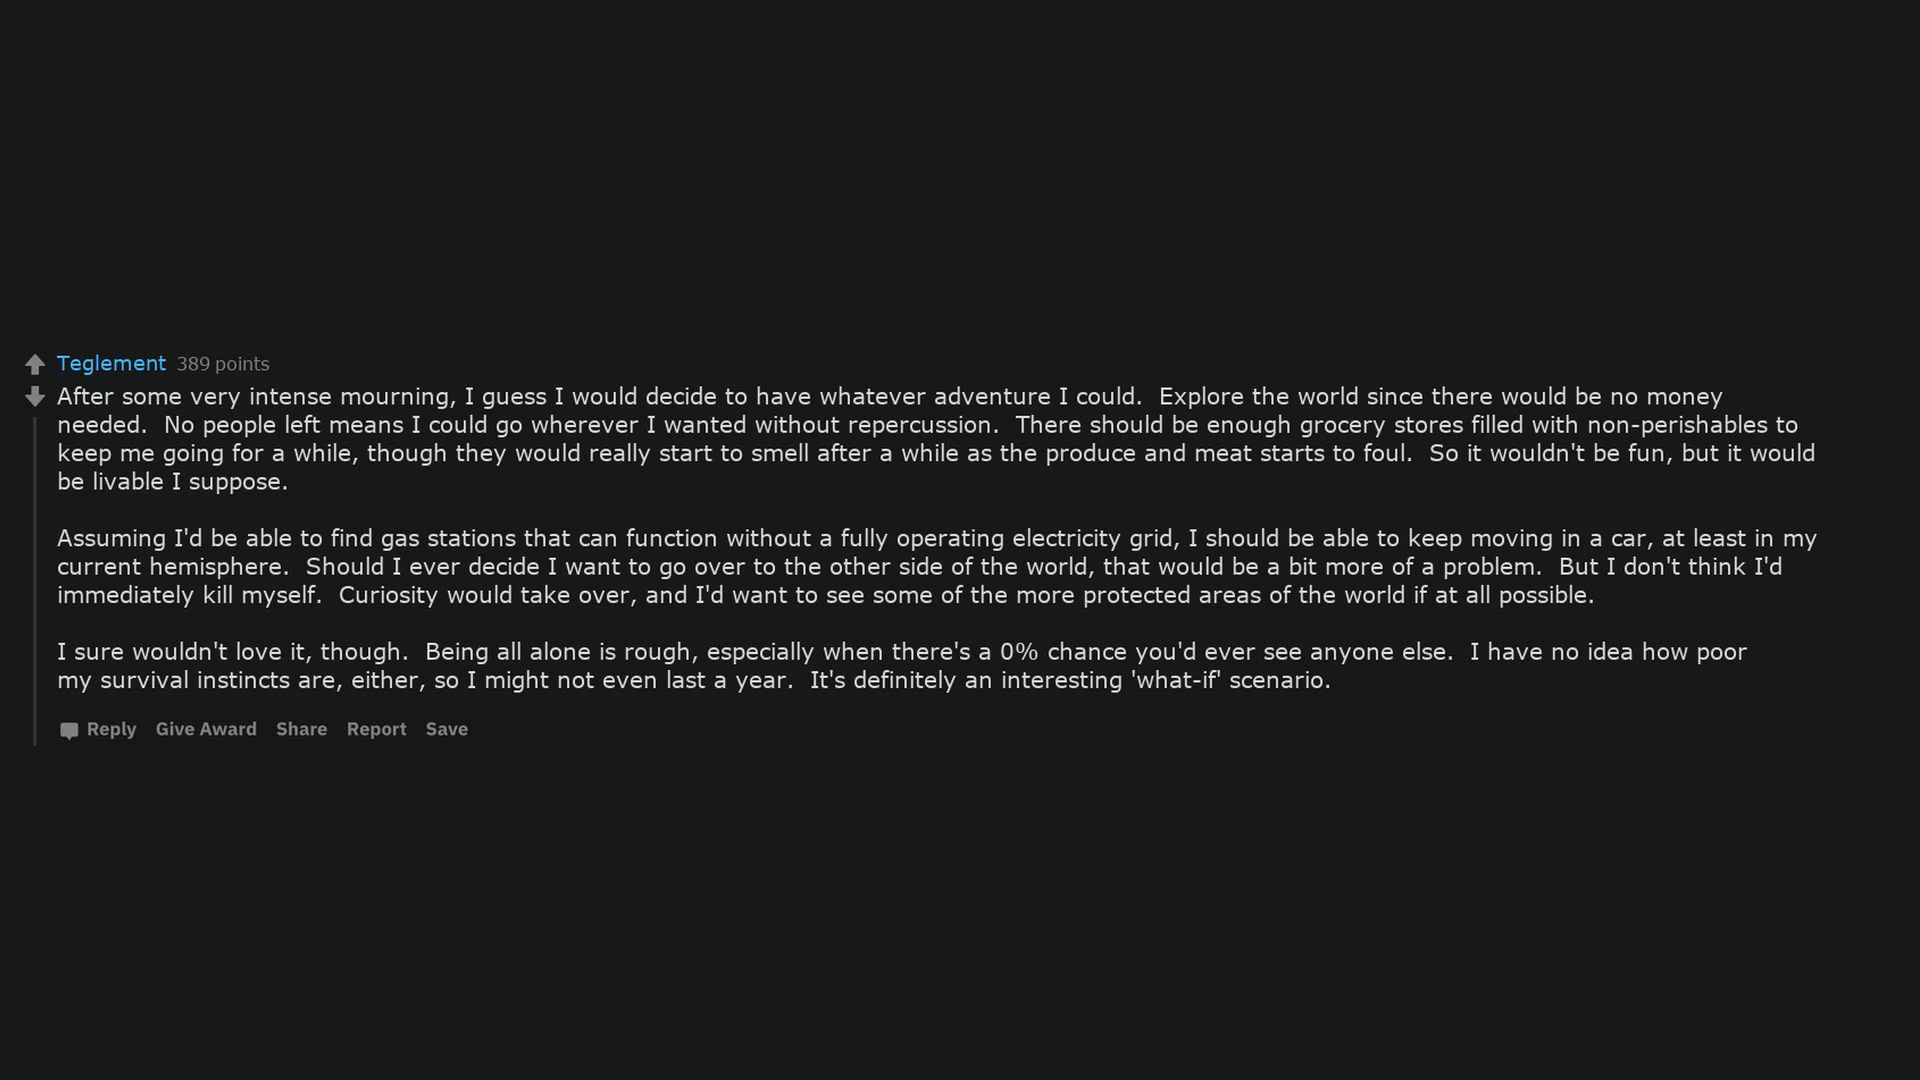 Teglement 389 points
After some very intense mourning, I guess I would decide to have whatever adventure I could.  Explore the world since there would be no money
needed.  No people left means I could go wherever I wanted without repercussion.  There should be enough grocery stores filled with non-perishables to
keep me going for a while, though they would really start to smell after a while as the produce and meat starts to foul.  So it wouldn't be fun, but it would
be livable I suppose.
Assuming I'd be able to find gas stations that can function without a fully operating electricity grid, I should be able to keep moving in a car, at least in my
current hemisphere.  Should I ever decide I want to go over to the other side of the world, that would be a bit more of a problem.  But I don't think I'd
immediately kill myself.  Curiosity would take over, and I'd want to see some of the more protected areas of the world if at all possible.
I sure wouldn't love it, though.  Being all alone is rough, especially when there's a 0% chance you'd ever see anyone else.  I have no idea how poor
my survival instincts are, either, so I might not even last a year.  It's definitely an interesting 'what-if' scenario.
Reply Give Award Share Report Save